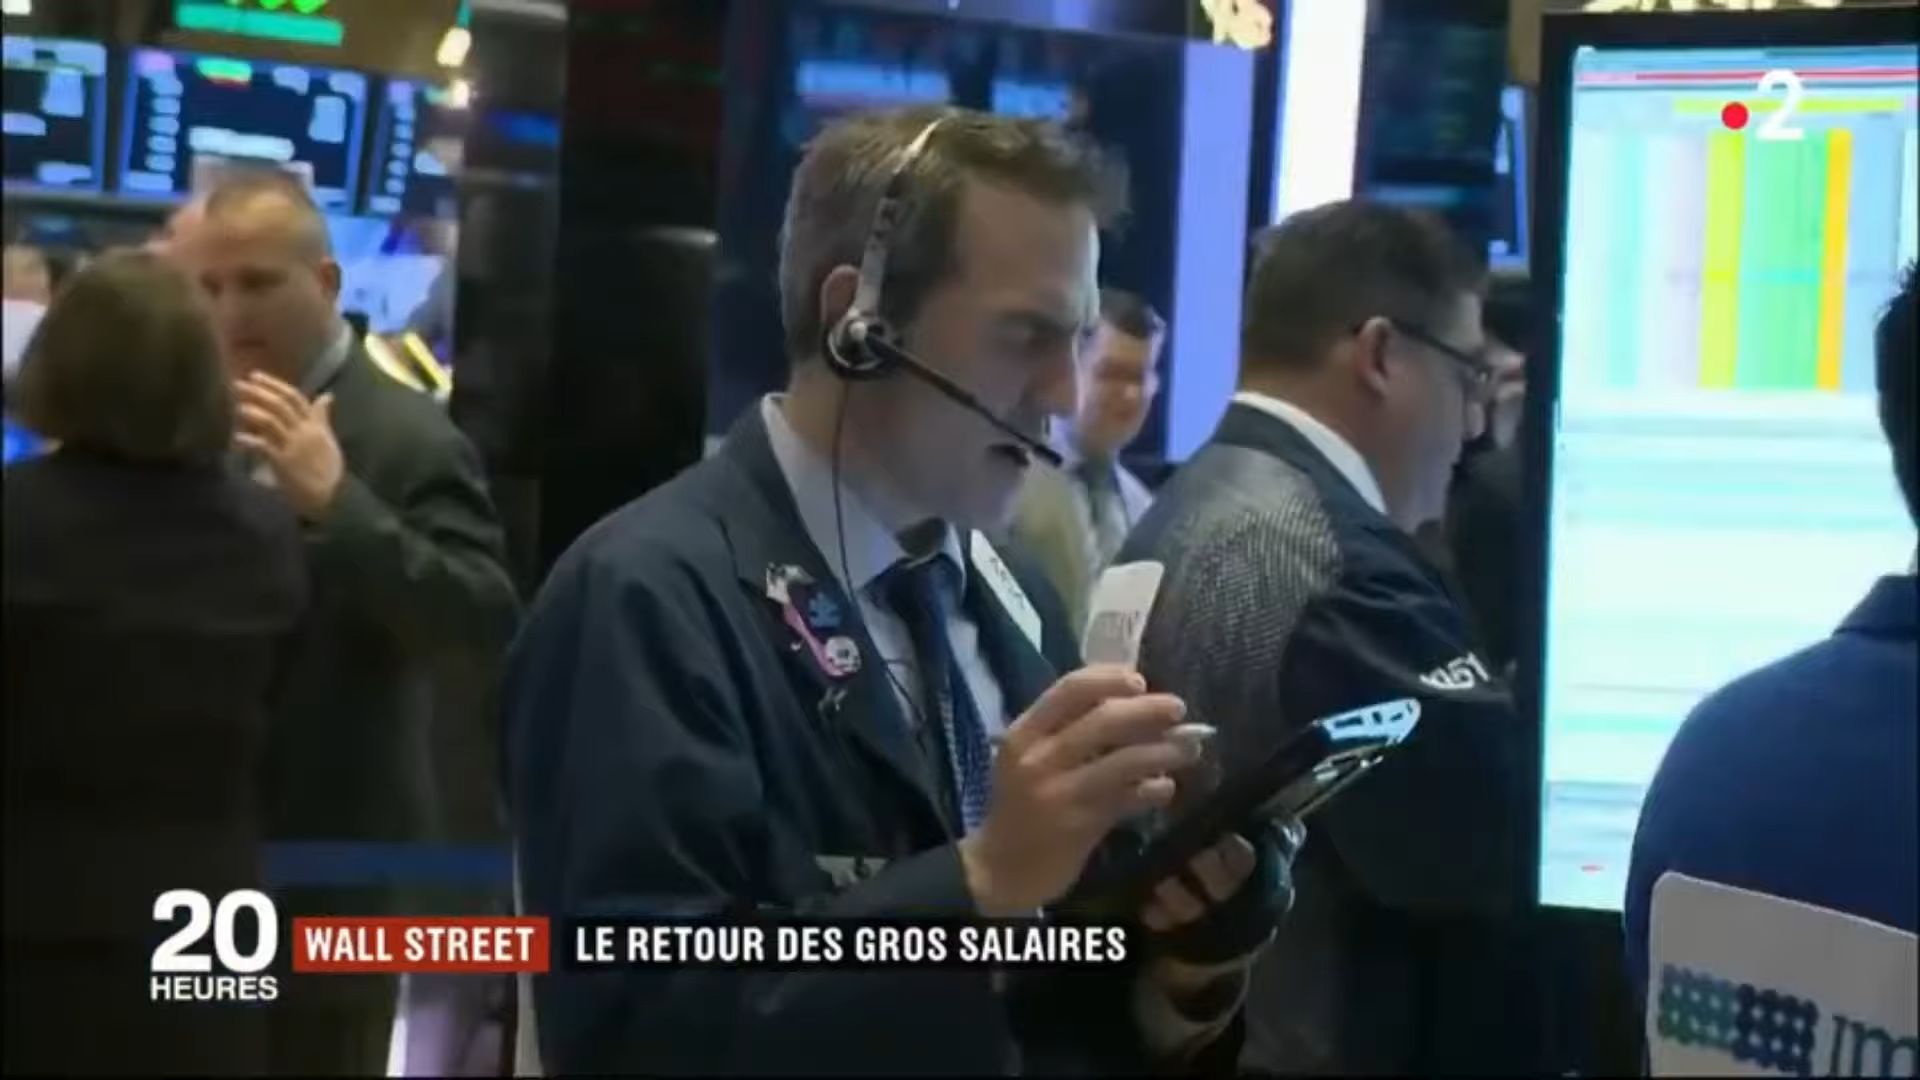 2
20
HEURES
WALL STREET
LE RETOUR DES GROS SALAIRES